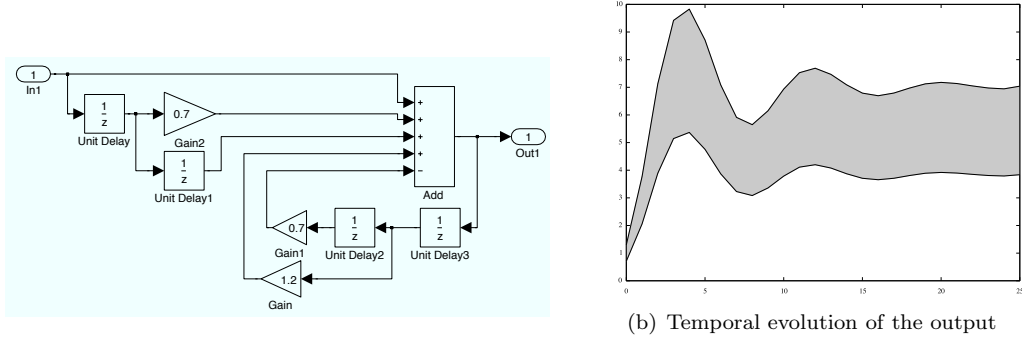 1
In1
1
z
Unit Delay
0.7
Gain2
1
z
Unit Delay1
+
+
+
+
−
Add
1
Out1
0.7
Gain1
1
z
Unit Delay2
1
z
Unit Delay3
1.2
Gain
10
9
8
7
6
5
4
3
2
1
0
0 5 10 15 20 25
(b) Temporal evolution of the output